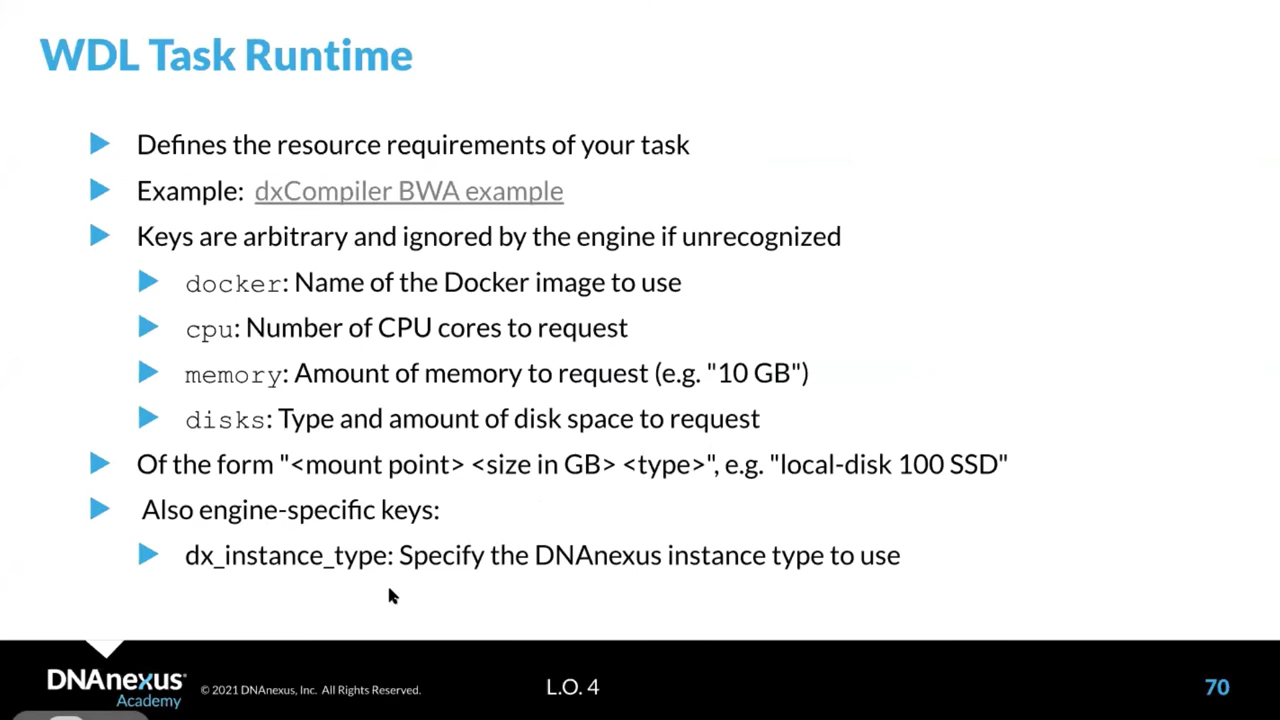 WDL Task Runtime
Defines the resource requirements of your task
Example: dxCompiler BWA example
Keys are arbitrary and ignored by the engine if unrecognized
docker: Name of the Docker image to use
cpu: Number of CPU cores to request
memory: Amount of memory to request (e.g. "10 GB")
disks: Type and amount of disk space to request
Of the form "<mount point> <size in GB> <type>", e.g. "local-disk 100 SSD"
Also engine-specific keys:
dx_instance_type: Specify the DNAnexus instance type to use
DNAnexus®
Academy
© 2021 DNAnexus, Inc. All Rights Reserved.
L.O. 4
70